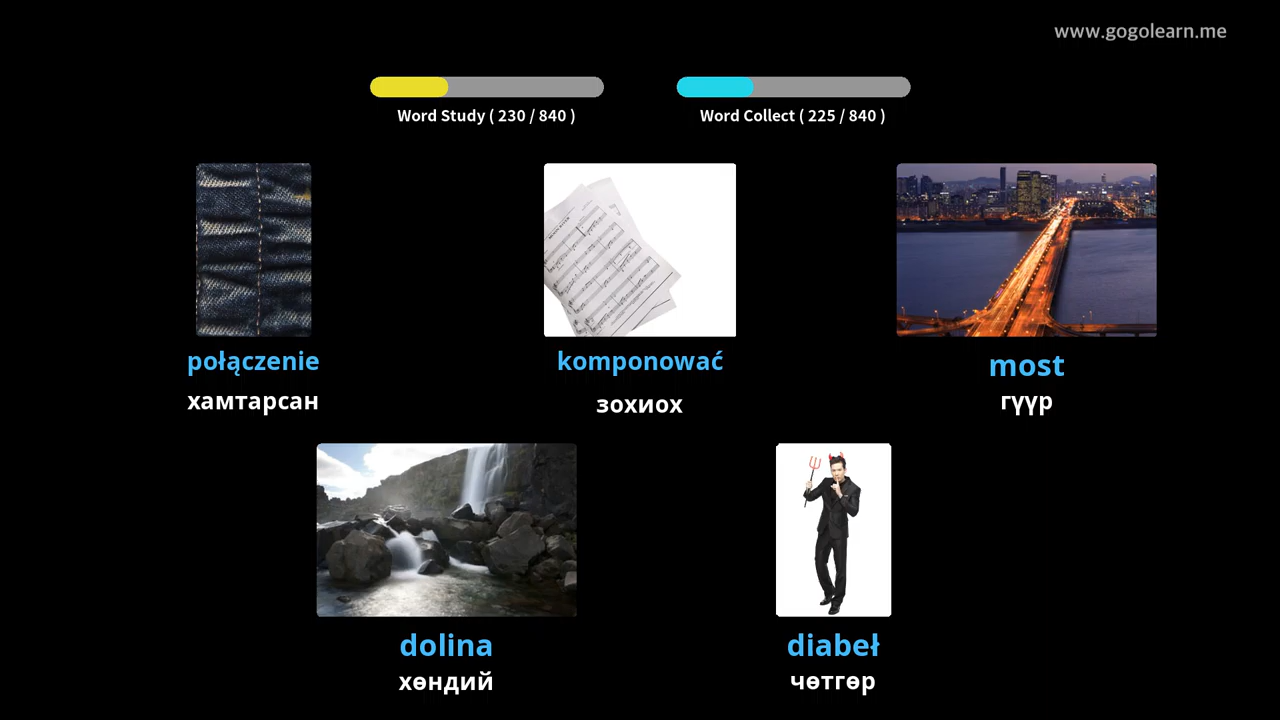 www.gogolearn.me
Word Study ( 230 / 840 )
Word Collect ( 225 / 840 )
połączenie
хамтарсан
komponować
зохиох
most
гүүр
dolina
хөндий
diabeł
чөтгөр